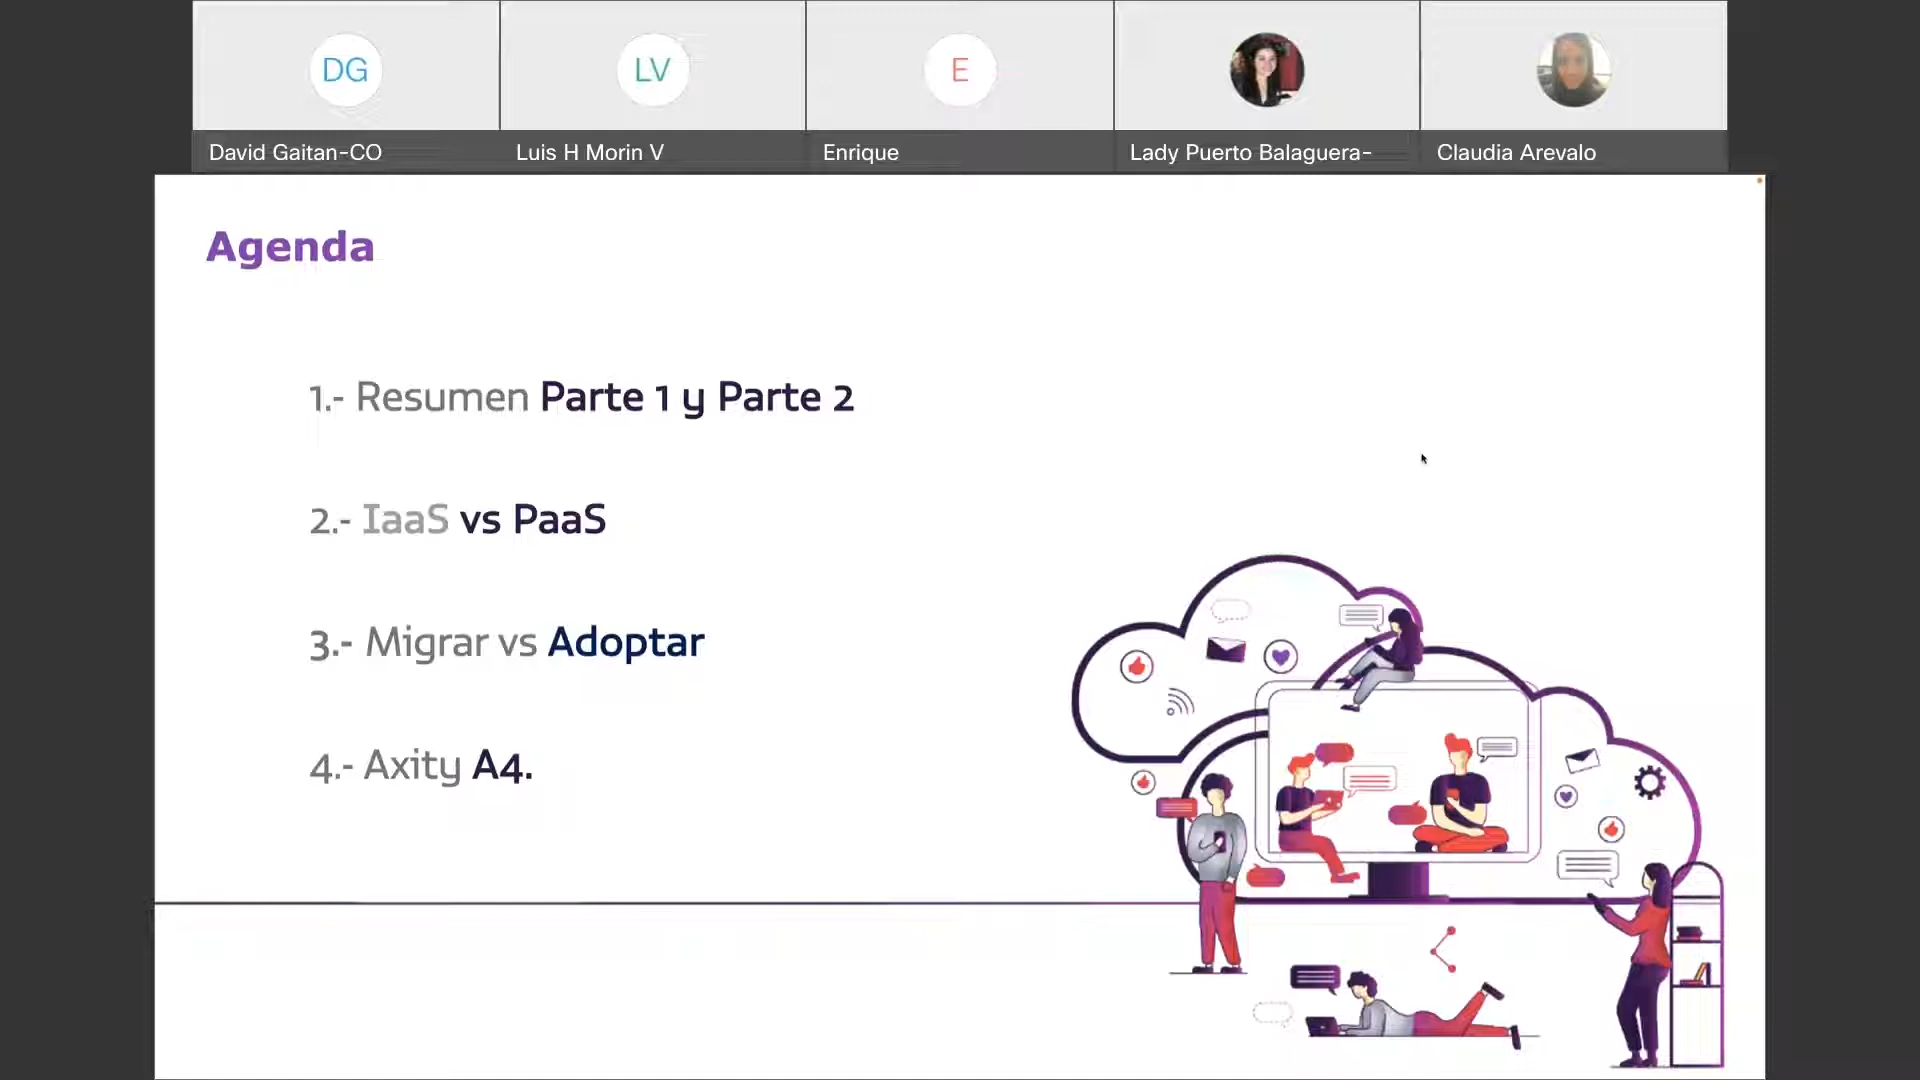 DG
LV
E
David Gaitan-CO
Luis H Morin V
Enrique
Lady Puerto Balaguera-
Claudia Arevalo
Agenda
1.- Resumen Parte 1 y Parte 2
2.- IaaS vs PaaS
3.- Migrar vs Adoptar
4.- Axity A4.